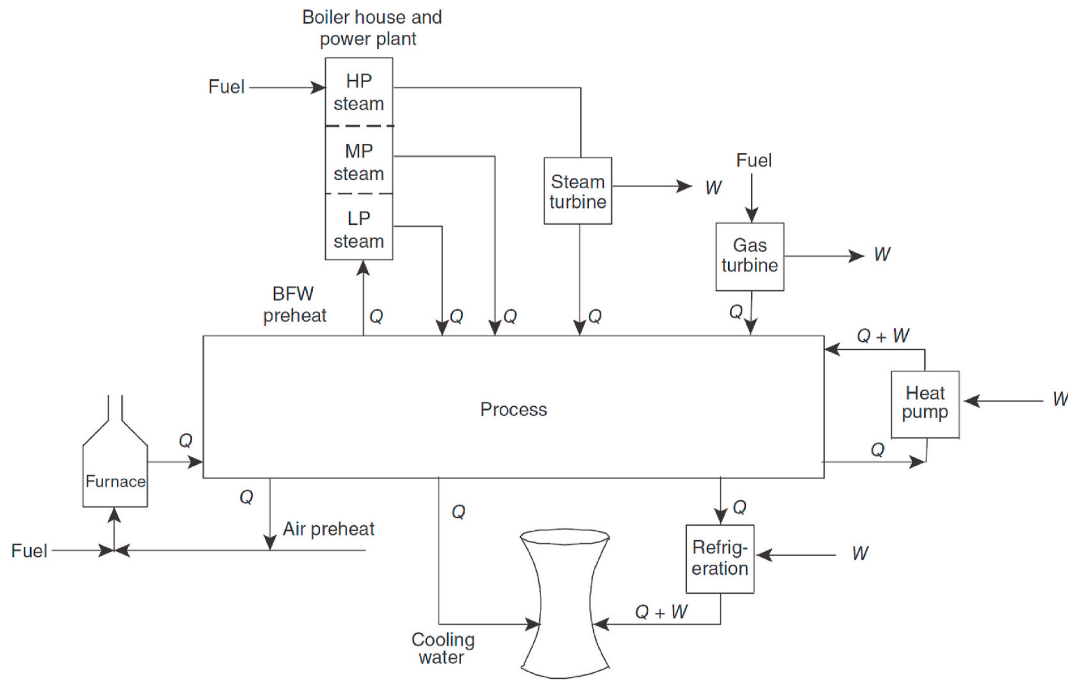 Boiler house and
power plant
Fuel
HP
steam
MP
steam
LP
steam
Steam
turbine
W
Fuel
Gas
turbine
W
BFW
preheat
Q
Q
Q
Q
Q
Q + W
Process
Heat
pump
W
Q
Q
Furnace
Q
Air preheat
Fuel
Q
Q
Refrig-
eration
W
Q + W
Cooling
water